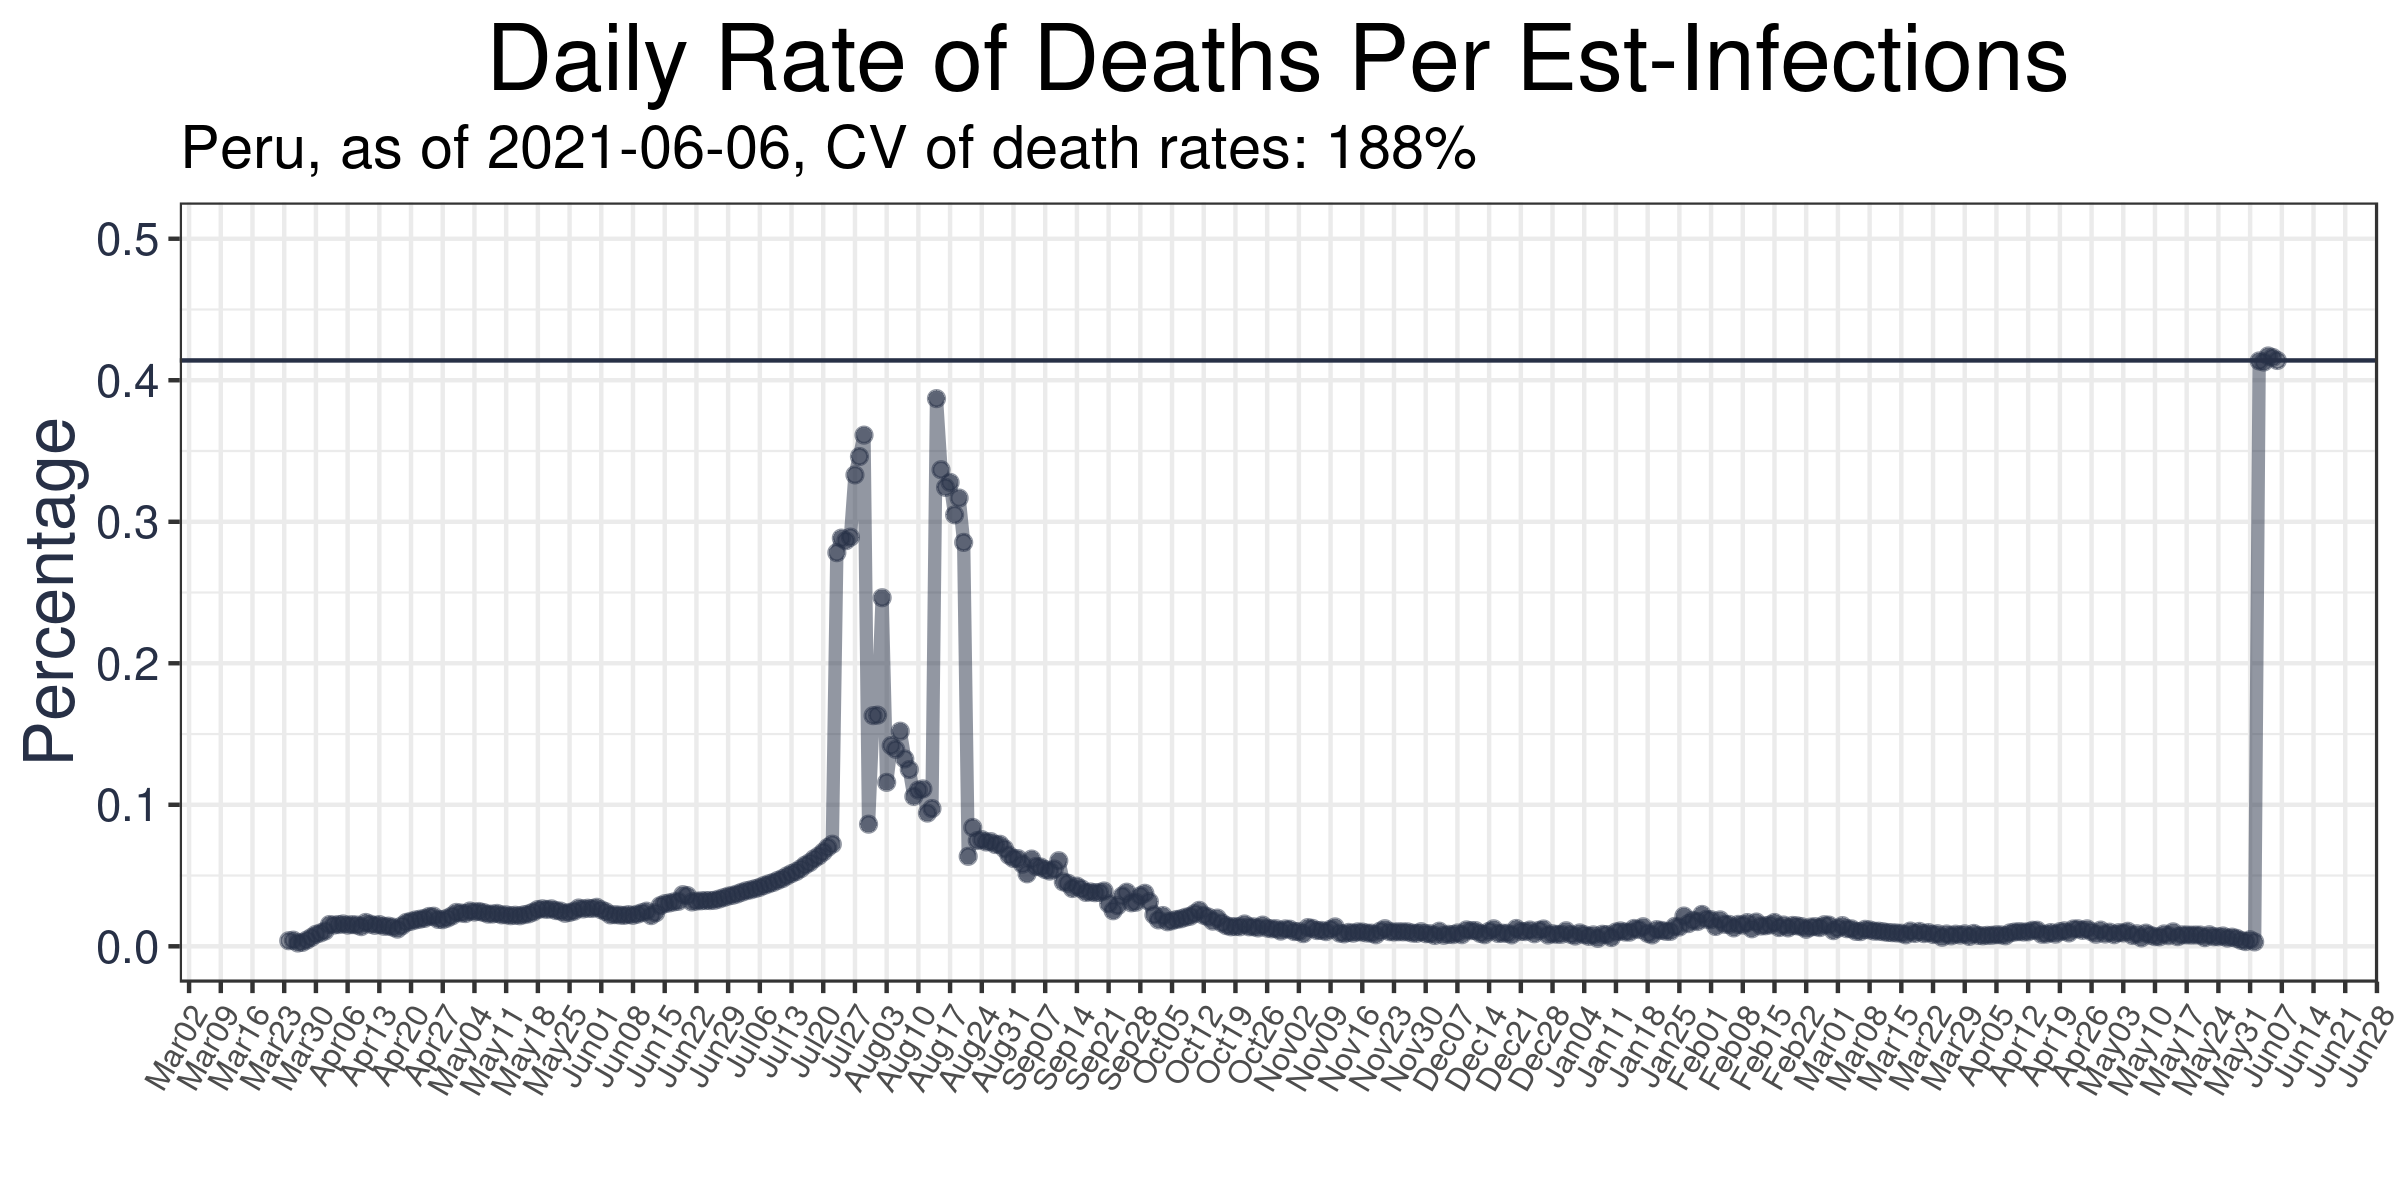 Daily Rate of Deaths Per Est-Infections
Peru, as of 2021-06-06, CV of death rates: 188%
Percentage
0.5
0.4
0.3
0.2
0.1
0.0
Mar02
Mar09
Mar16
Mar23
Mar30
Apr06
Apr13
Apr20
Apr27
May04
May11
May18
May25
Jun01
Jun08
Jun15
Jun22
Jun29
Jul06
Jul13
Jul20
Jul27
Aug03
Aug10
Aug17
Aug24
Aug31
Sep07
Sep14
Sep21
Sep28
Oct05
Oct12
Oct19
Oct26
Nov02
Nov09
Nov16
Nov23
Nov30
Dec07
Dec14
Dec21
Dec28
Jan04
Jan11
Jan18
Jan25
Feb01
Feb08
Feb15
Feb22
Mar01
Mar08
Mar15
Mar22
Mar29
Apr05
Apr12
Apr19
Apr26
May03
May10
May17
May24
May31
Jun07
Jun14
Jun21
Jun28